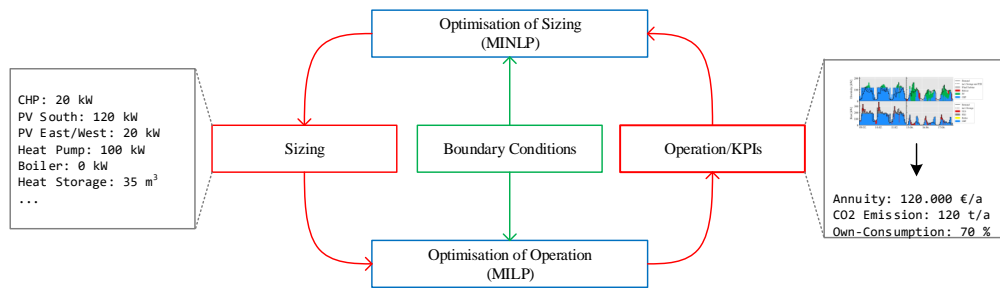 Optimisation of Sizing
(MINLP)
CHP: 20 kW
PV South: 120 kW
PV East/West: 20 kW
Heat Pump: 100 kW
Boiler: 0 kW
Heat Storage: 35 m³
...
Sizing
Boundary Conditions
Operation/KPIs
Annuity: 120.000 €/a
CO2 Emission: 120 t/a
Own-Consumption: 70 %
Optimisation of Operation
(MILP)